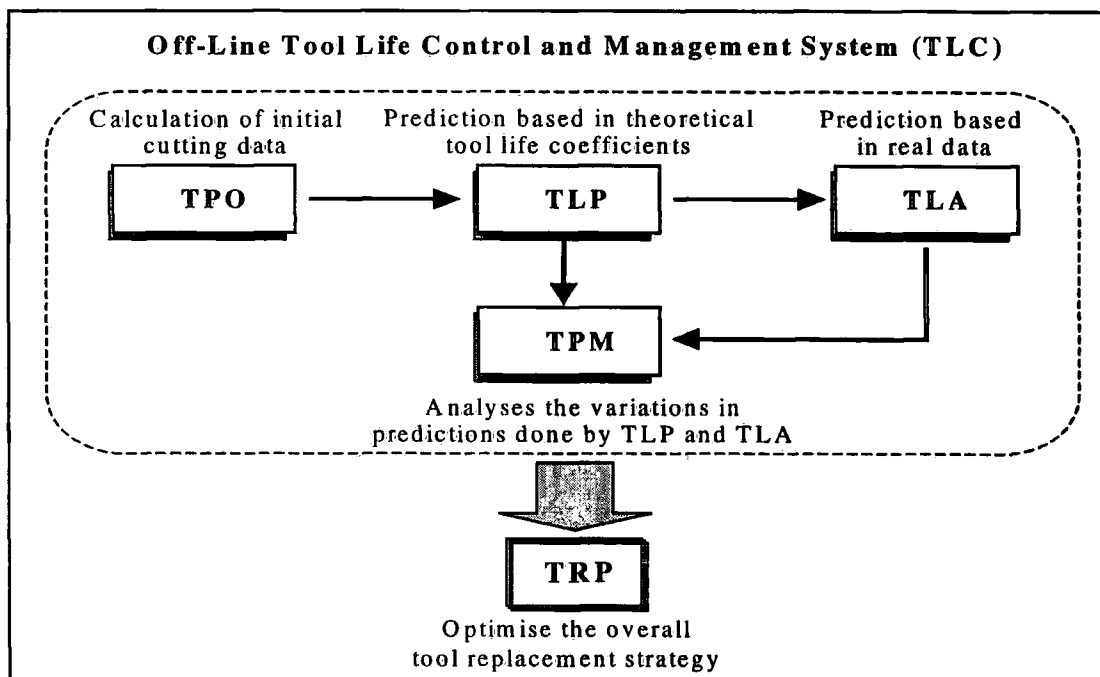 Off-Line Tool Life Control and Management System (TLC)
Calculation of initial
cutting data
Prediction based in theoretical
tool life coefficients
Prediction based
in real data
TPO
TLP
TLA
TPM
Analyses the variations in
predictions done by TLP and TLA
TRP
Optimise the overall
tool replacement strategy